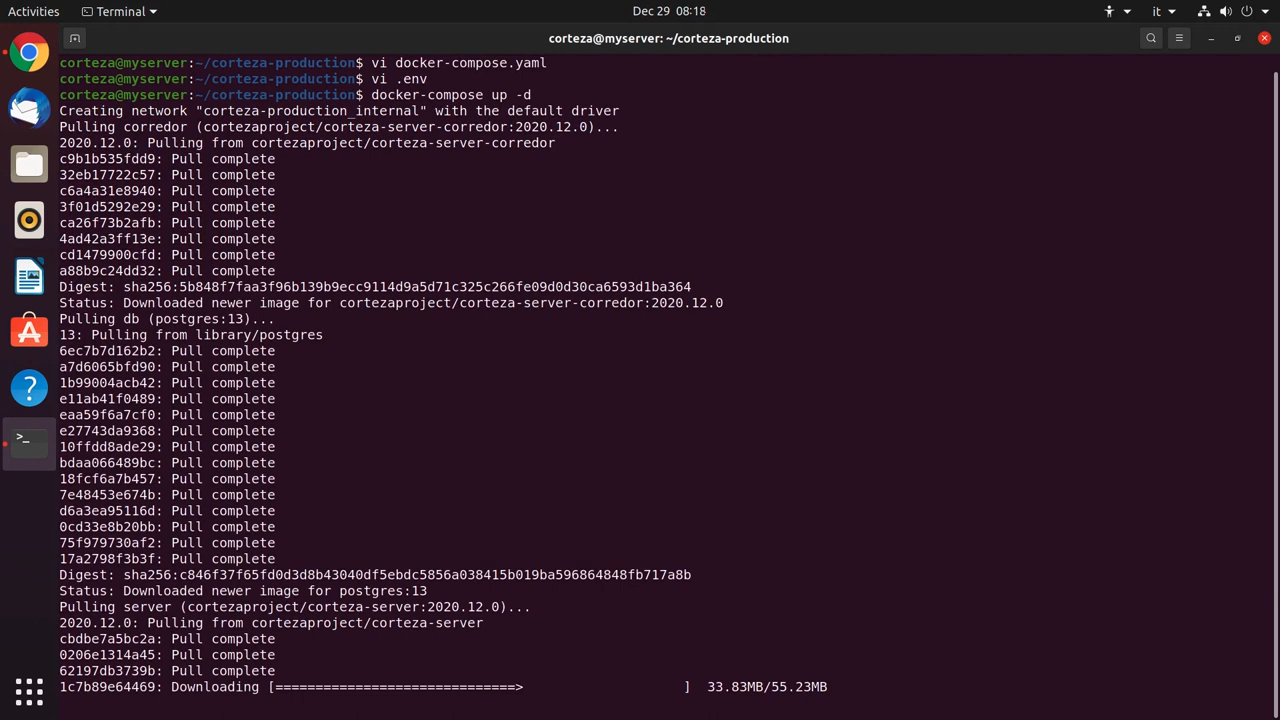 Activities
Terminal
Dec 29 08:18
it
corteza@myserver: ~/corteza-production
corteza@myserver:~/corteza-production$ vi docker-compose.yaml
corteza@myserver:~/corteza-production$ vi .env
corteza@myserver:~/corteza-production$ docker-compose up -d
Creating network "corteza-production_internal" with the default driver
Pulling corredor (cortezaproject/corteza-server-corredor:2020.12.0)...
2020.12.0: Pulling from cortezaproject/corteza-server-corredor
c9b1b535fdd9: Pull complete
32eb17722c57: Pull complete
c6a4a31e8940: Pull complete
3f01d5292e29: Pull complete
ca26f73b2afb: Pull complete
4ad42a3ff13e: Pull complete
cd1479900cfd: Pull complete
a88b9c24dd32: Pull complete
Digest: sha256:5b848f7faa3f96b139b9ecc9114d9a5d71c325c266fe09d0d30ca6593d1ba364
Status: Downloaded newer image for cortezaproject/corteza-server-corredor:2020.12.0
Pulling db (postgres:13)...
13: Pulling from library/postgres
6ec7b7d162b2: Pull complete
a7d6065bfd90: Pull complete
1b99004acb42: Pull complete
e11ab41f0489: Pull complete
eaa59f6a7cf0: Pull complete
e27743da9368: Pull complete
10ffdd8ade29: Pull complete
bdaa066489bc: Pull complete
18fcf6a7b457: Pull complete
7e48453e674b: Pull complete
d6a3ea95116d: Pull complete
0cd33e8b20bb: Pull complete
75f979730af2: Pull complete
17a2798f3b3f: Pull complete
Digest: sha256:c846f37f65fd0d3d8b43040df5ebdc5856a038415b019ba596864848fb717a8b
Status: Downloaded newer image for postgres:13
Pulling server (cortezaproject/corteza-server:2020.12.0)...
2020.12.0: Pulling from cortezaproject/corteza-server
cbdbe7a5bc2a: Pull complete
0206e1314a45: Pull complete
62197db3739b: Pull complete
1c7b89e64469: Downloading [==============================>                    ]  33.83MB/55.23MB